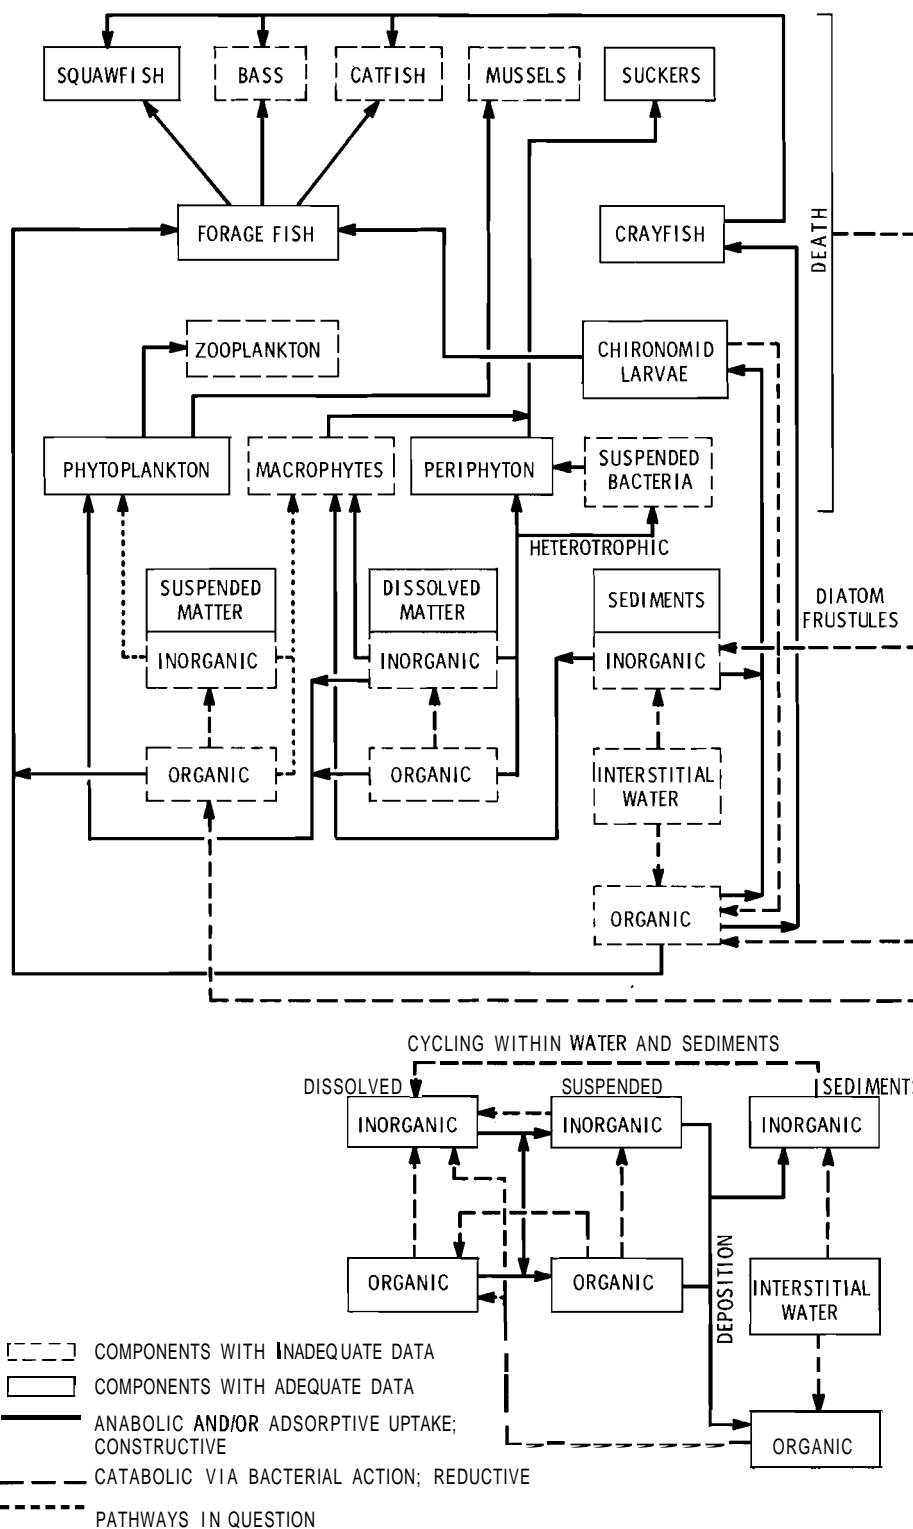 SQUAWFISH
BASS
CATFISH
MUSSELS
SUCKERS
FORAGE FISH
CRAYFISH
DEATH
ZOOPLANKTON
CHIRONOMID
LARVAE
PHYTOPLANKTON
MACROPHYTES
PERIPHYTON
SUSPENDED
BACTERIA
HETEROTROPHIC
SUSPENDED
MATTER
DISSOLVED
MATTER
SEDIMENTS
DIATOM
FRUSTULES
INORGANIC
INORGANIC
INORGANIC
ORGANIC
ORGANIC
INTERSTITIAL
WATER
ORGANIC
CYCLING WITHIN WATER AND SEDIMENTS
DISSOLVED
SUSPENDED
SEDIMENTS
INORGANIC
INORGANIC
INORGANIC
ORGANIC
ORGANIC
DEPOSITION
INTERSTITIAL
WATER
ORGANIC
COMPONENTS WITH INADEQUATE DATA
COMPONENTS WITH ADEQUATE DATA
ANABOLIC AND/OR ADSORPTIVE UPTAKE;
CONSTRUCTIVE
CATABOLIC VIA BACTERIAL ACTION; REDUCTIVE
PATHWAYS IN QUESTION